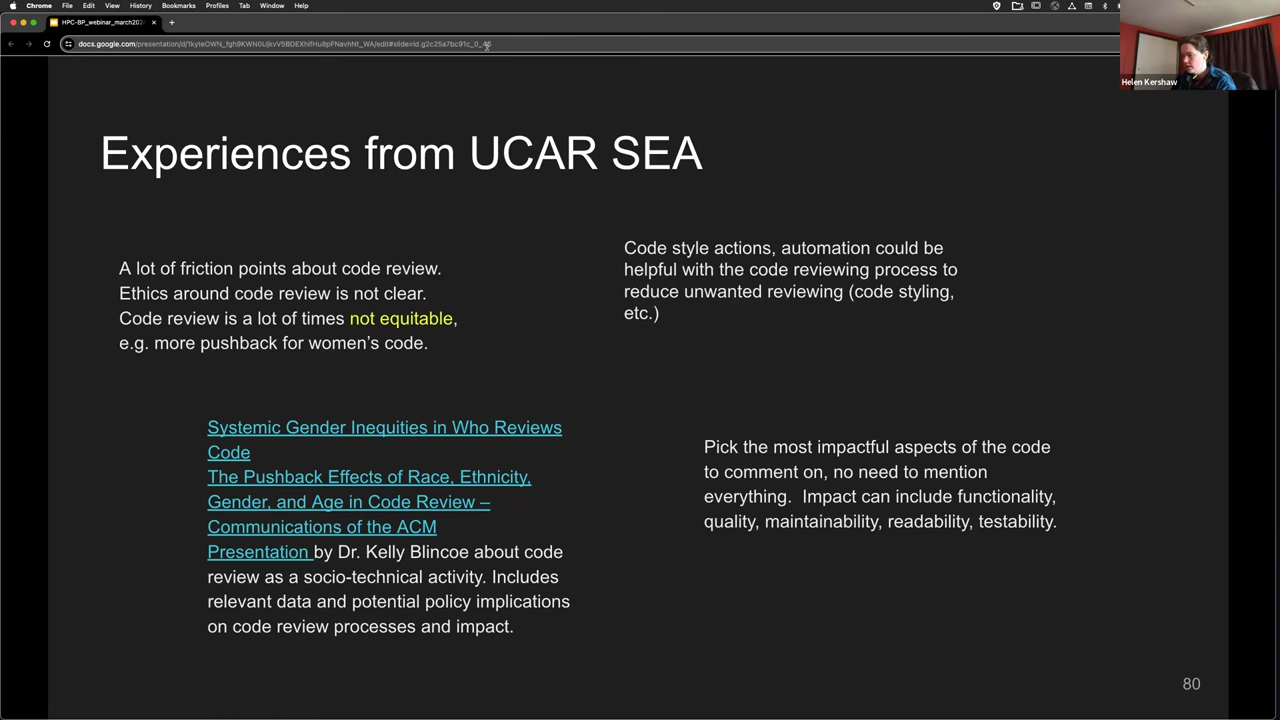 Chrome File Edit View History Bookmarks Profiles Tab Window Help
HPC-BP_webinar_march202
Helen Kershaw
Experiences from UCAR SEA
A lot of friction points about code review.
Ethics around code review is not clear.
Code review is a lot of times not equitable,
e.g. more pushback for women's code.
Code style actions, automation could be
helpful with the code reviewing process to
reduce unwanted reviewing (code styling,
etc.)
Systemic Gender Inequities in Who Reviews
Code
The Pushback Effects of Race, Ethnicity,
Gender, and Age in Code Review –
Communications of the ACM
Presentation by Dr. Kelly Blincoe about code
review as a socio-technical activity. Includes
relevant data and potential policy implications
on code review processes and impact.
Pick the most impactful aspects of the code
to comment on, no need to mention
everything. Impact can include functionality,
quality, maintainability, readability, testability.
80